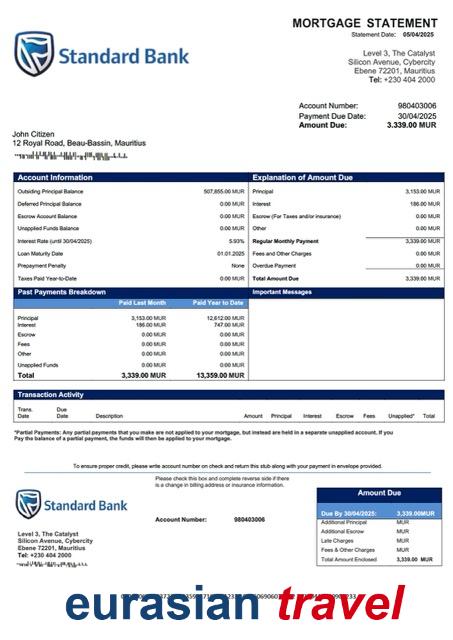 MORTGAGE STATEMENT
Statement Date: 05/04/2025
Standard Bank
Level 3, The Catalyst
Silicon Avenue, Cybercity
Ebene 72201, Mauritius
Tel: +230 404 2000
Account Number: 980403006
Payment Due Date: 30/04/2025
Amount Due: 3.339.00 MUR
John Citizen
12 Royal Road, Beau-Bassin, Mauritius
Account Information
Outsiding Principal Balance 507,855.00 MUR
Deferred Principal Balance 0.00 MUR
Escrow Account Balance 0.00 MUR
Unapplied Funds Balance 0.00 MUR
Interest Rate (until 30/04/2025) 5.93%
Loan Maturity Date 01.01.2025
Prepayment Penalty None
Taxes Paid Year-to-Date 0.00 MUR
Explanation of Amount Due
Principal 3,153.00 MUR
Interest 186.00 MUR
Escrow (For Taxes and/or insurance) 0.00 MUR
Other 0.00 MUR
Regular Monthly Payment 3,339.00 MUR
Fees and Other Charges 0.00 MUR
Overdue Payment 0.00 MUR
Total Amount Due 3,339.00 MUR
Past Payments Breakdown
Paid Last Month Paid Year to Date
Principal 3,153.00 MUR 12,612.00 MUR
Interest 186.00 MUR 747.00 MUR
Escrow 0.00 MUR 0.00 MUR
Fees 0.00 MUR 0.00 MUR
Other 0.00 MUR 0.00 MUR
Unapplied Funds 0.00 MUR 0.00 MUR
Total 3,339.00 MUR 13,359.00 MUR
Important Messages
Transaction Activity
Trans. Date Due Date Description Amount Principal Interest Escrow Fees Unapplied* Total
*Partial Payments: Any partial payments that you make are not applied to your mortgage, but instead are held in a separate unapplied account. If you
Pay the balance of a partial payment, the funds will then be applied to your mortgage.
To ensure proper credit, please write account number on check and return this stub along with your payment in envelope provided.
Please check this box and complete reverse side if there
is a change in billing address or insurance information.
Standard Bank
Account Number: 980403006
Level 3, The Catalyst
Silicon Avenue, Cybercity
Ebene 72201, Mauritius
Tel: +230 404 2000
Amount Due
Due By 30/04/2025: 3,339.00MUR
Additional Principal MUR
Additional Escrow MUR
Late Charges MUR
Fees & Other Charges MUR
Total Amount Enclosed 3,339.00 MUR
eurasian travel